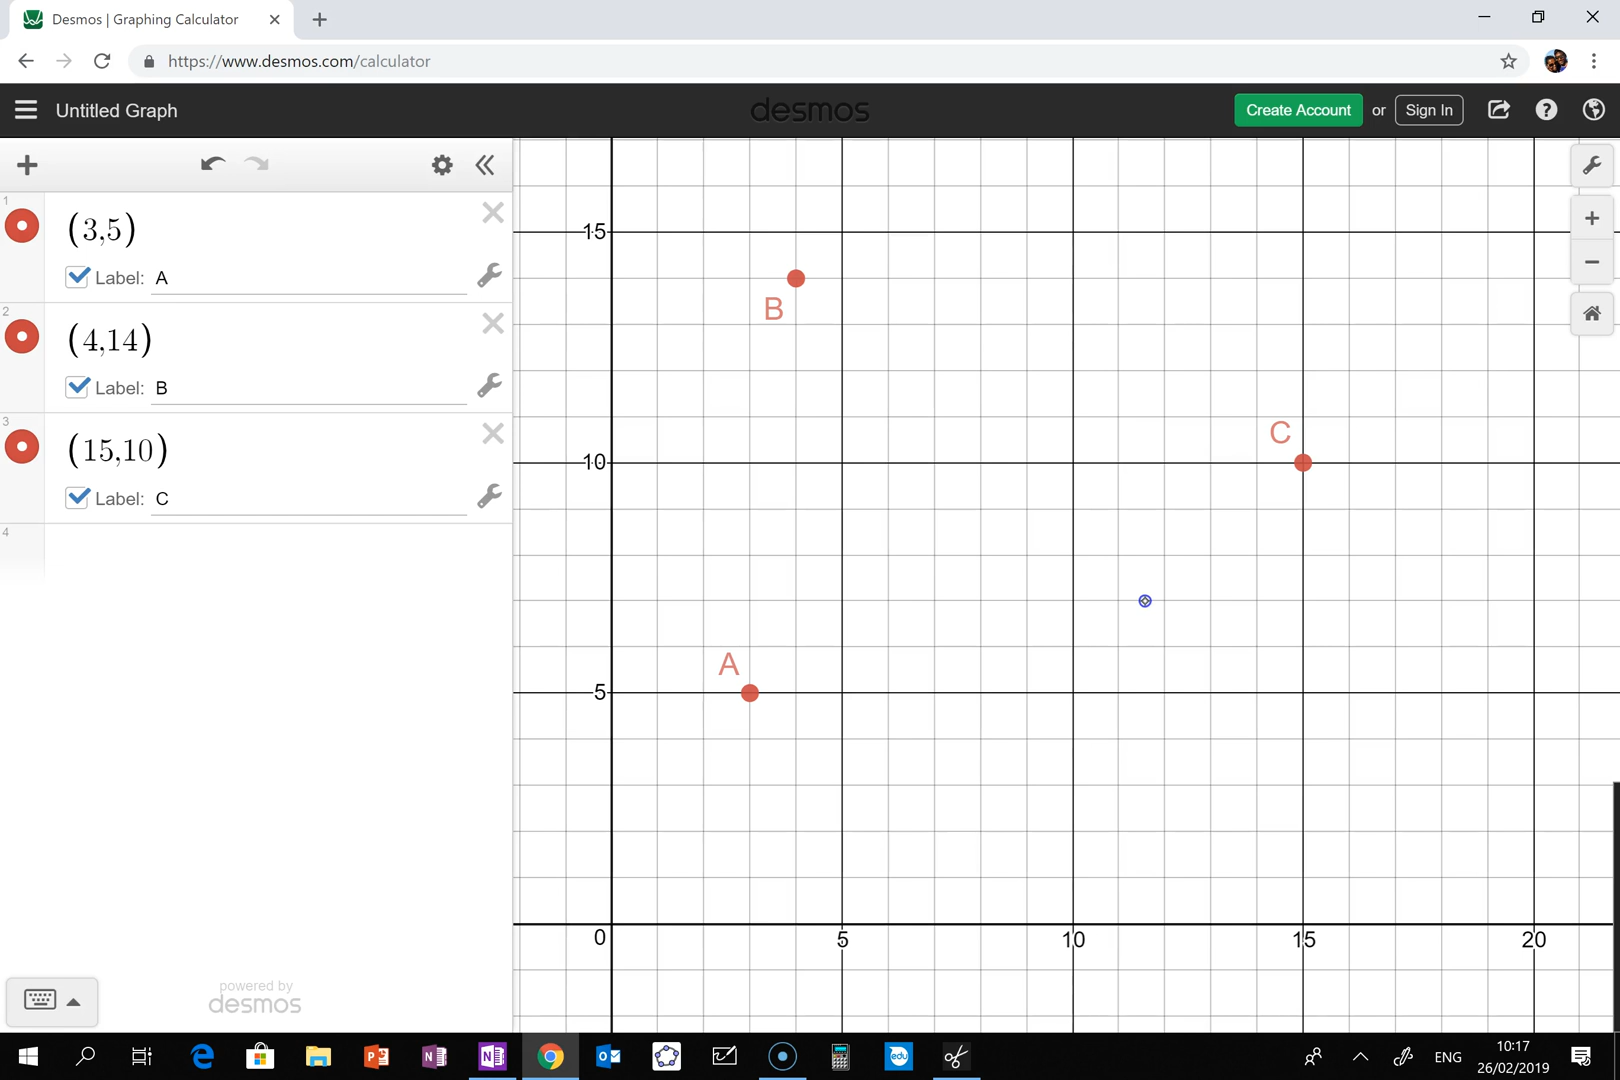 Desmos | Graphing Calculator
https://www.desmos.com/calculator
Untitled Graph
desmos
Create Account or Sign In
1
(3,5)
Label: A
2
(4,14)
Label: B
3
(15,10)
Label: C
4
powered by
desmos
15
B
C
10
A
5
0
5
10
15
20
ENG
10:17
26/02/2019
P
N
N
O
edu